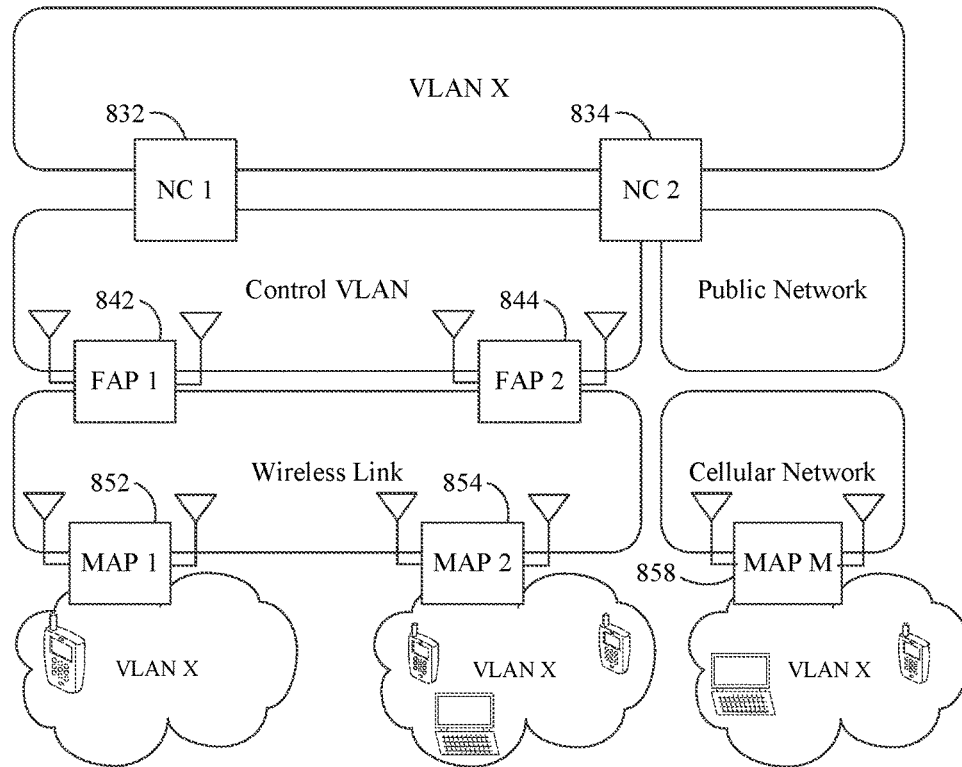 VLAN X
832
834
NC 1
NC 2
Control VLAN
Public Network
842
844
FAP 1
FAP 2
Wireless Link
Cellular Network
852
854
MAP 1
MAP 2
858
MAP M
VLAN X
VLAN X
VLAN X